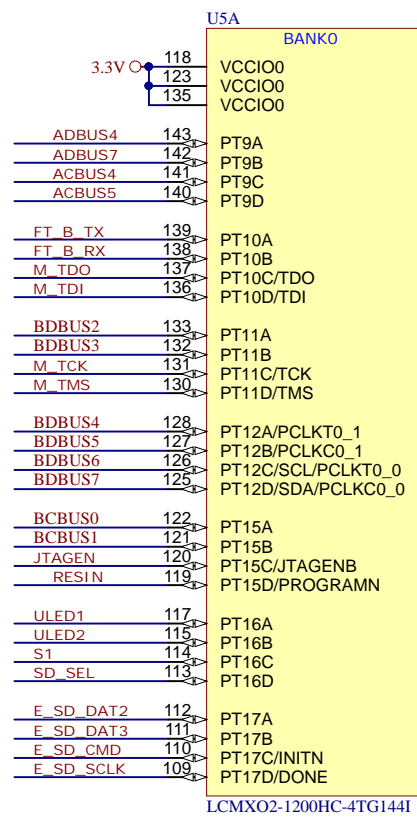 U5A
BANK0
3.3V 118 VCCIO0
123 VCCIO0
135 VCCIO0
ADBUS4 143 PT9A
ADBUS7 142 PT9B
ACBUS4 141 PT9C
ACBUS5 140 PT9D
FT_B_TX 139 PT10A
FT_B_RX 138 PT10B
M_TDO 137 PT10C/TDO
M_TDI 136 PT10D/TDI
BDBUS2 133 PT11A
BDBUS3 132 PT11B
M_TCK 131 PT11C/TCK
M_TMS 130 PT11D/TMS
BDBUS4 128 PT12A/PCLKT0_1
BDBUS5 127 PT12B/PCLKC0_1
BDBUS6 126 PT12C/SCL/PCLKT0_0
BDBUS7 125 PT12D/SDA/PCLKC0_0
BCBUS0 122 PT15A
BCBUS1 121 PT15B
JTAGEN 120 PT15C/JTAGENB
RESIN 119 PT15D/PROGRAMN
ULED1 117 PT16A
ULED2 115 PT16B
S1 114 PT16C
SD_SEL 113 PT16D
E_SD_DAT2 112 PT17A
E_SD_DAT3 111 PT17B
E_SD_CMD 110 PT17C/INITN
E_SD_SCLK 109 PT17D/DONE
LCMXO2-1200HC-4TG144I